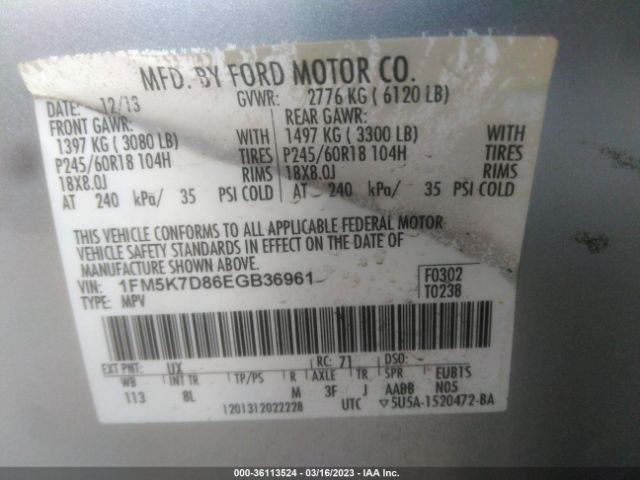 MFD. BY FORD MOTOR CO.
DATE: 12/13 GVWR: 2776 KG ( 6120 LB)
FRONT GAWR: REAR GAWR:
1397 KG ( 3080 LB) WITH 1497 KG ( 3300 LB) WITH
P245/60R18 104H TIRES P245/60R18 104H TIRES
18X8.0J RIMS 18X8.0J RIMS
AT 240 kPa/ 35 PSI COLD AT 240 kPa/ 35 PSI COLD
THIS VEHICLE CONFORMS TO ALL APPLICABLE FEDERAL MOTOR
VEHICLE SAFETY STANDARDS IN EFFECT ON THE DATE OF
MANUFACTURE SHOWN ABOVE.
VIN: 1FM5K7D86EGB36961 F0302
TYPE: MPV T0238
EXT PNT: UX RC: 71 DSO:
WB INT TR TP/PS R AXLE TR SPR EUB1S
113 8L M 3F J AABB N05
1201312022228 UTC ▽5U5A-1520472-BA
000-36113524 - 03/16/2023 - IAA Inc.